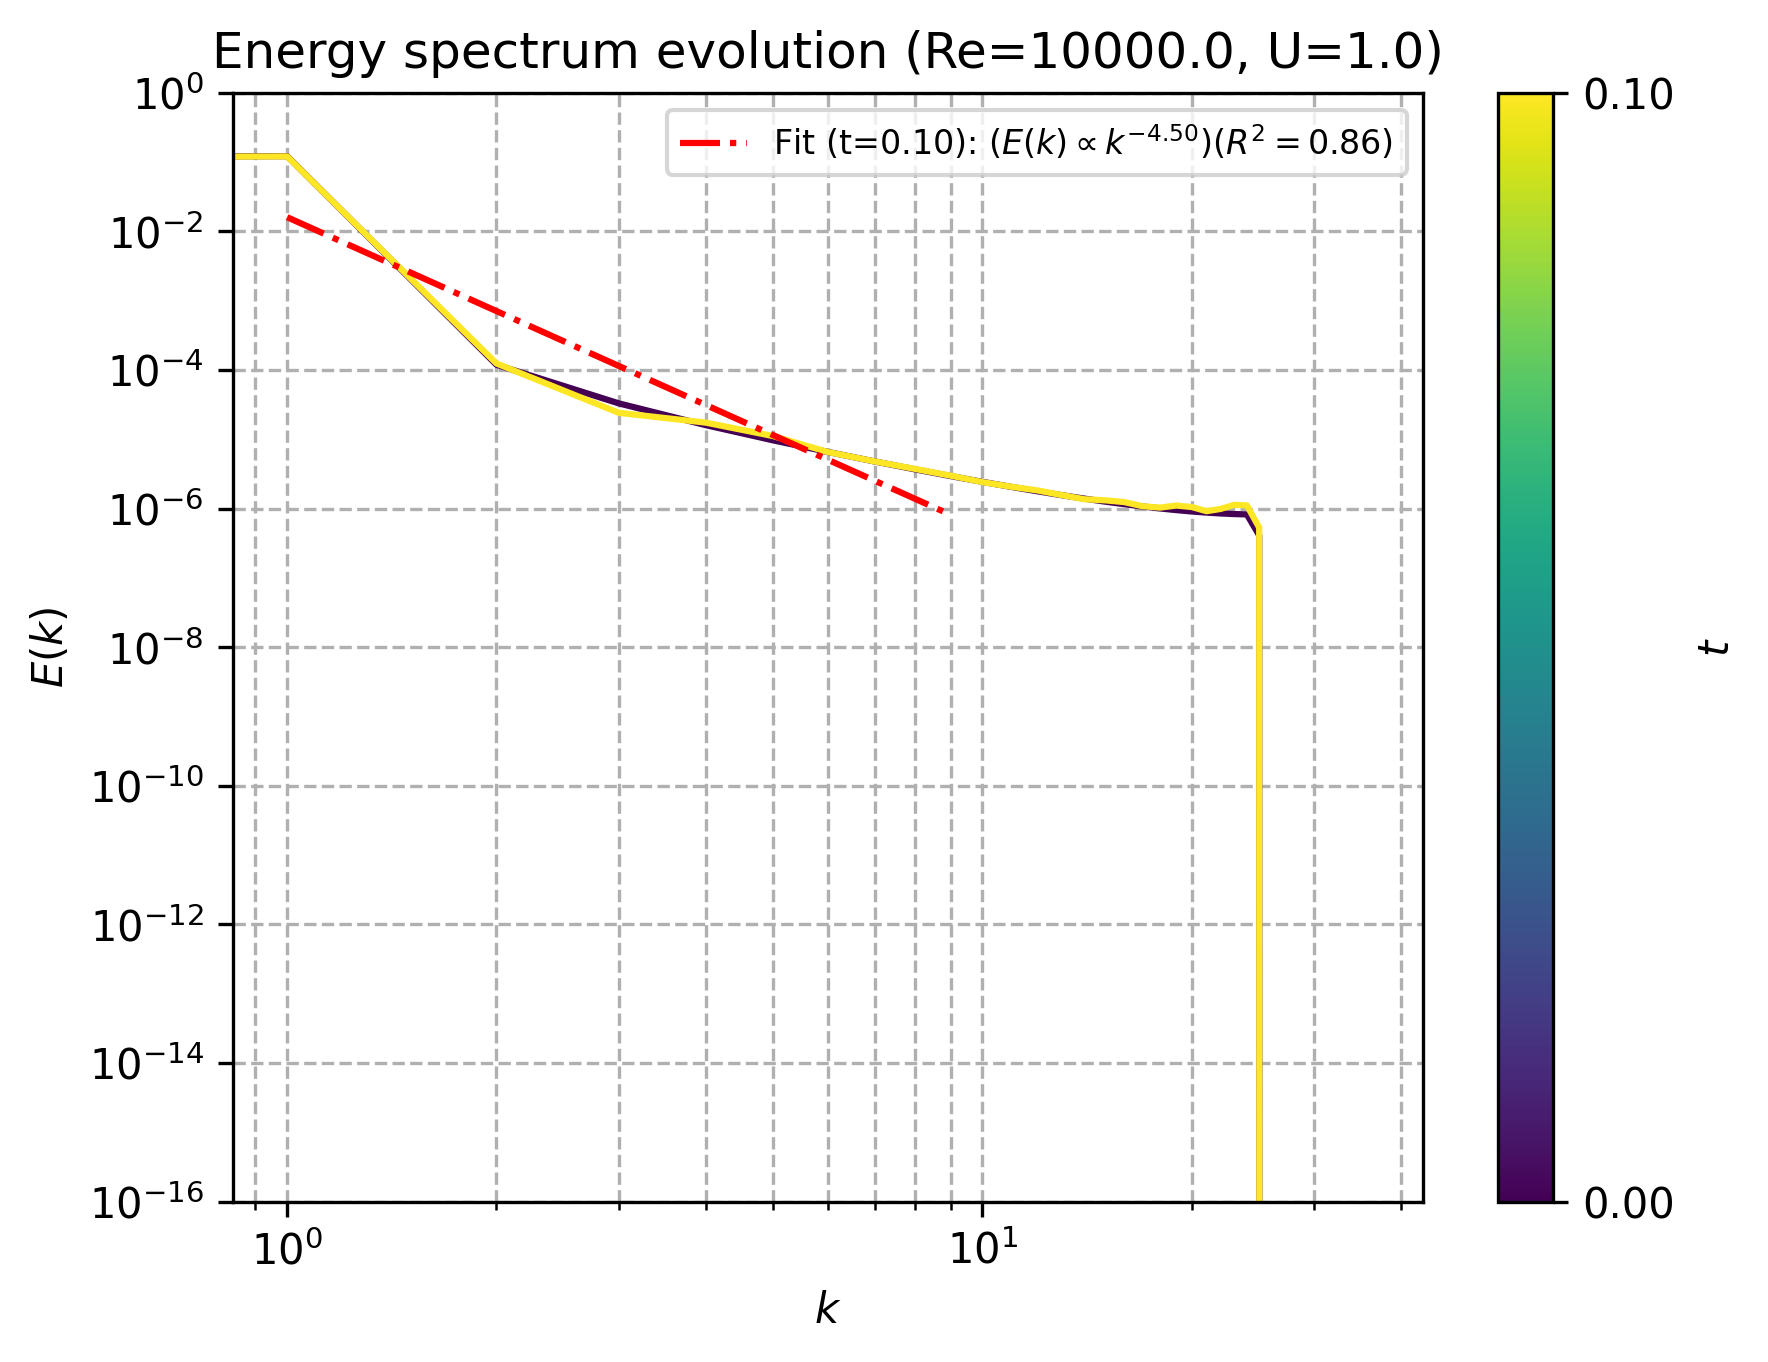 Energy spectrum evolution (Re=10000.0, U=1.0)
Fit (t=0.10): (E(k) ∝ k^{-4.50})(R^2 = 0.86)
10^0
10^{-2}
10^{-4}
10^{-6}
10^{-8}
10^{-10}
10^{-12}
10^{-14}
10^{-16}
E(k)
10^0
10^1
k
0.10
0.00
t